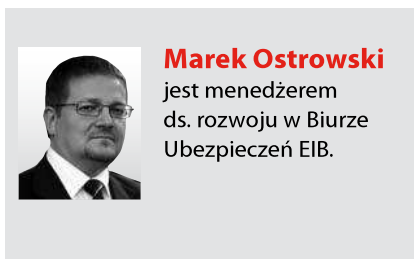 Marek Ostrowski
jest menedżerem
ds. rozwoju w Biurze
Ubezpieczeń EIB.